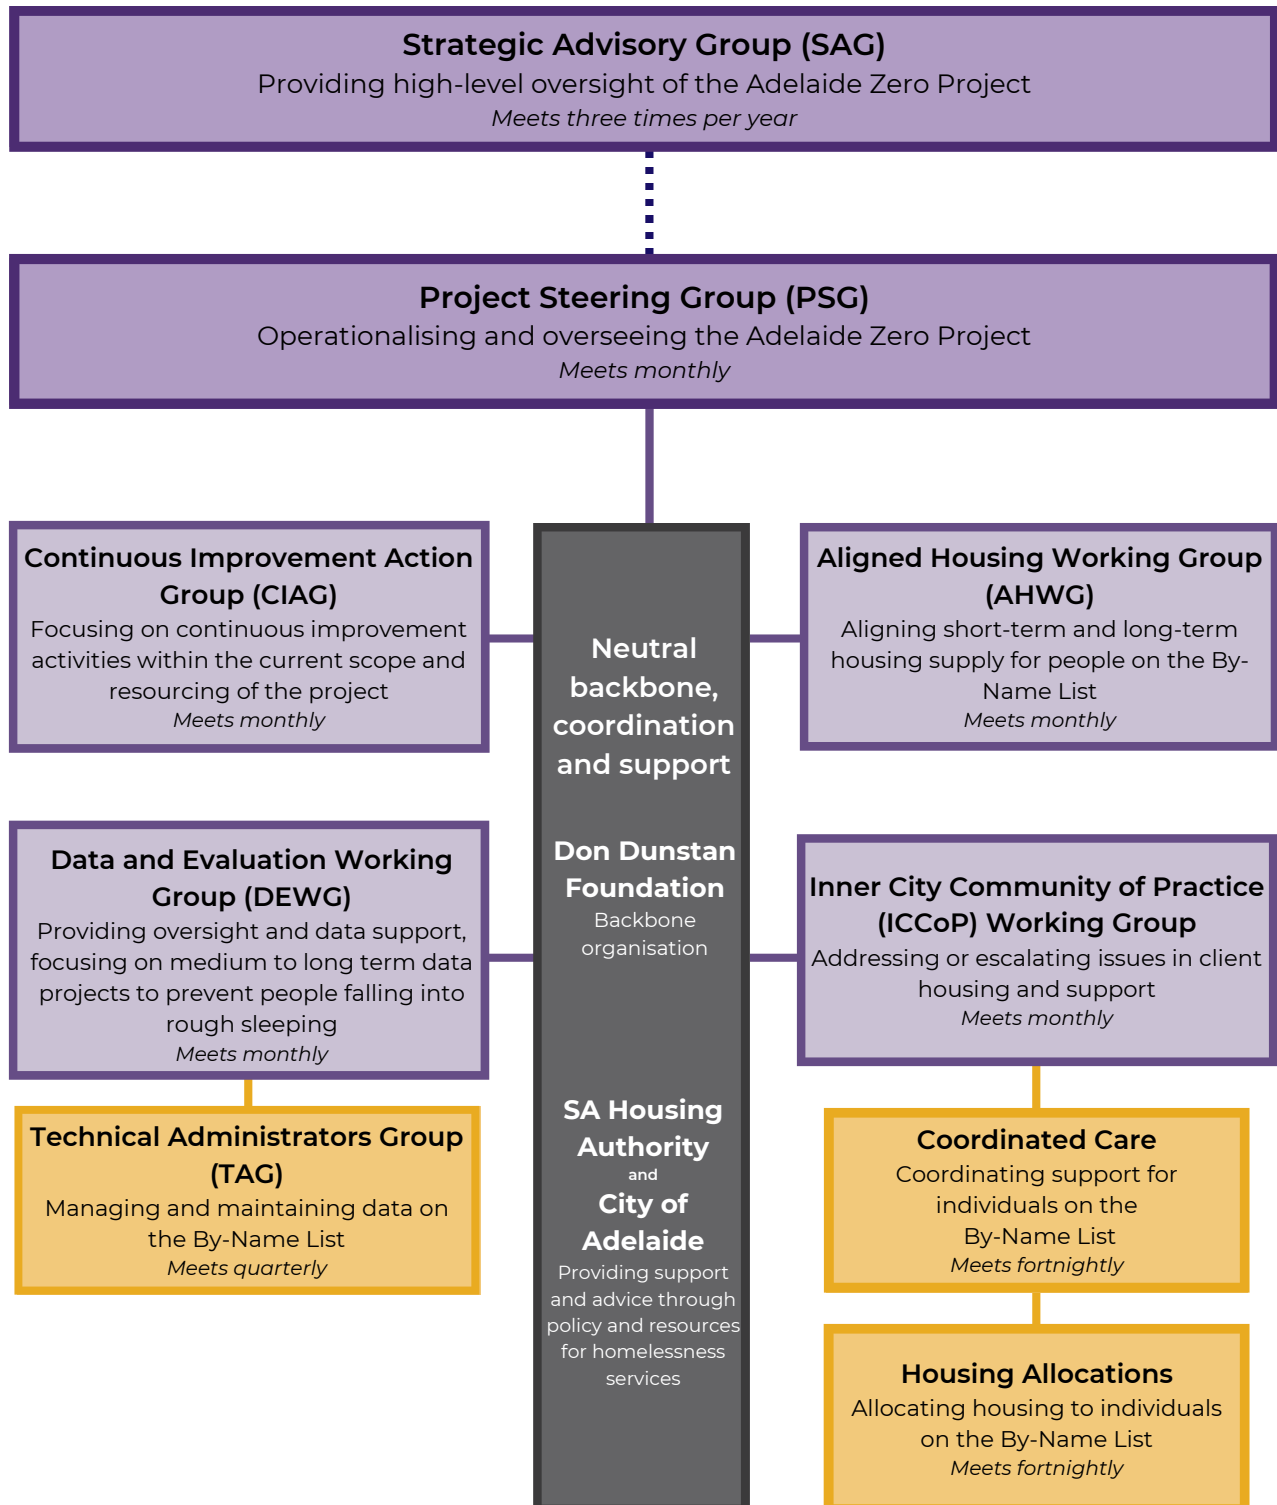 Strategic Advisory Group (SAG)
Providing high-level oversight of the Adelaide Zero Project
Meets three times per year
Project Steering Group (PSG)
Operationalising and overseeing the Adelaide Zero Project
Meets monthly
Continuous Improvement Action
Group (CIAG)
Focusing on continuous improvement
activities within the current scope and
resourcing of the project
Meets monthly
Aligned Housing Working Group
(AHWG)
Aligning short-term and long-term
housing supply for people on the By-
Name List
Meets monthly
Neutral
backbone,
coordination
and support
Don Dunstan
Foundation
Backbone
organisation
SA Housing
Authority
and
City of
Adelaide
Providing support
and advice through
policy and resources
for homelessness
services
Data and Evaluation Working
Group (DEWG)
Providing oversight and data support,
focusing on medium to long term data
projects to prevent people falling into
rough sleeping
Meets monthly
Inner City Community of Practice
(ICCoP) Working Group
Addressing or escalating issues in client
housing and support
Meets monthly
Technical Administrators Group
(TAG)
Managing and maintaining data on
the By-Name List
Meets quarterly
Coordinated Care
Coordinating support for
individuals on the
By-Name List
Meets fortnightly
Housing Allocations
Allocating housing to individuals
on the By-Name List
Meets fortnightly